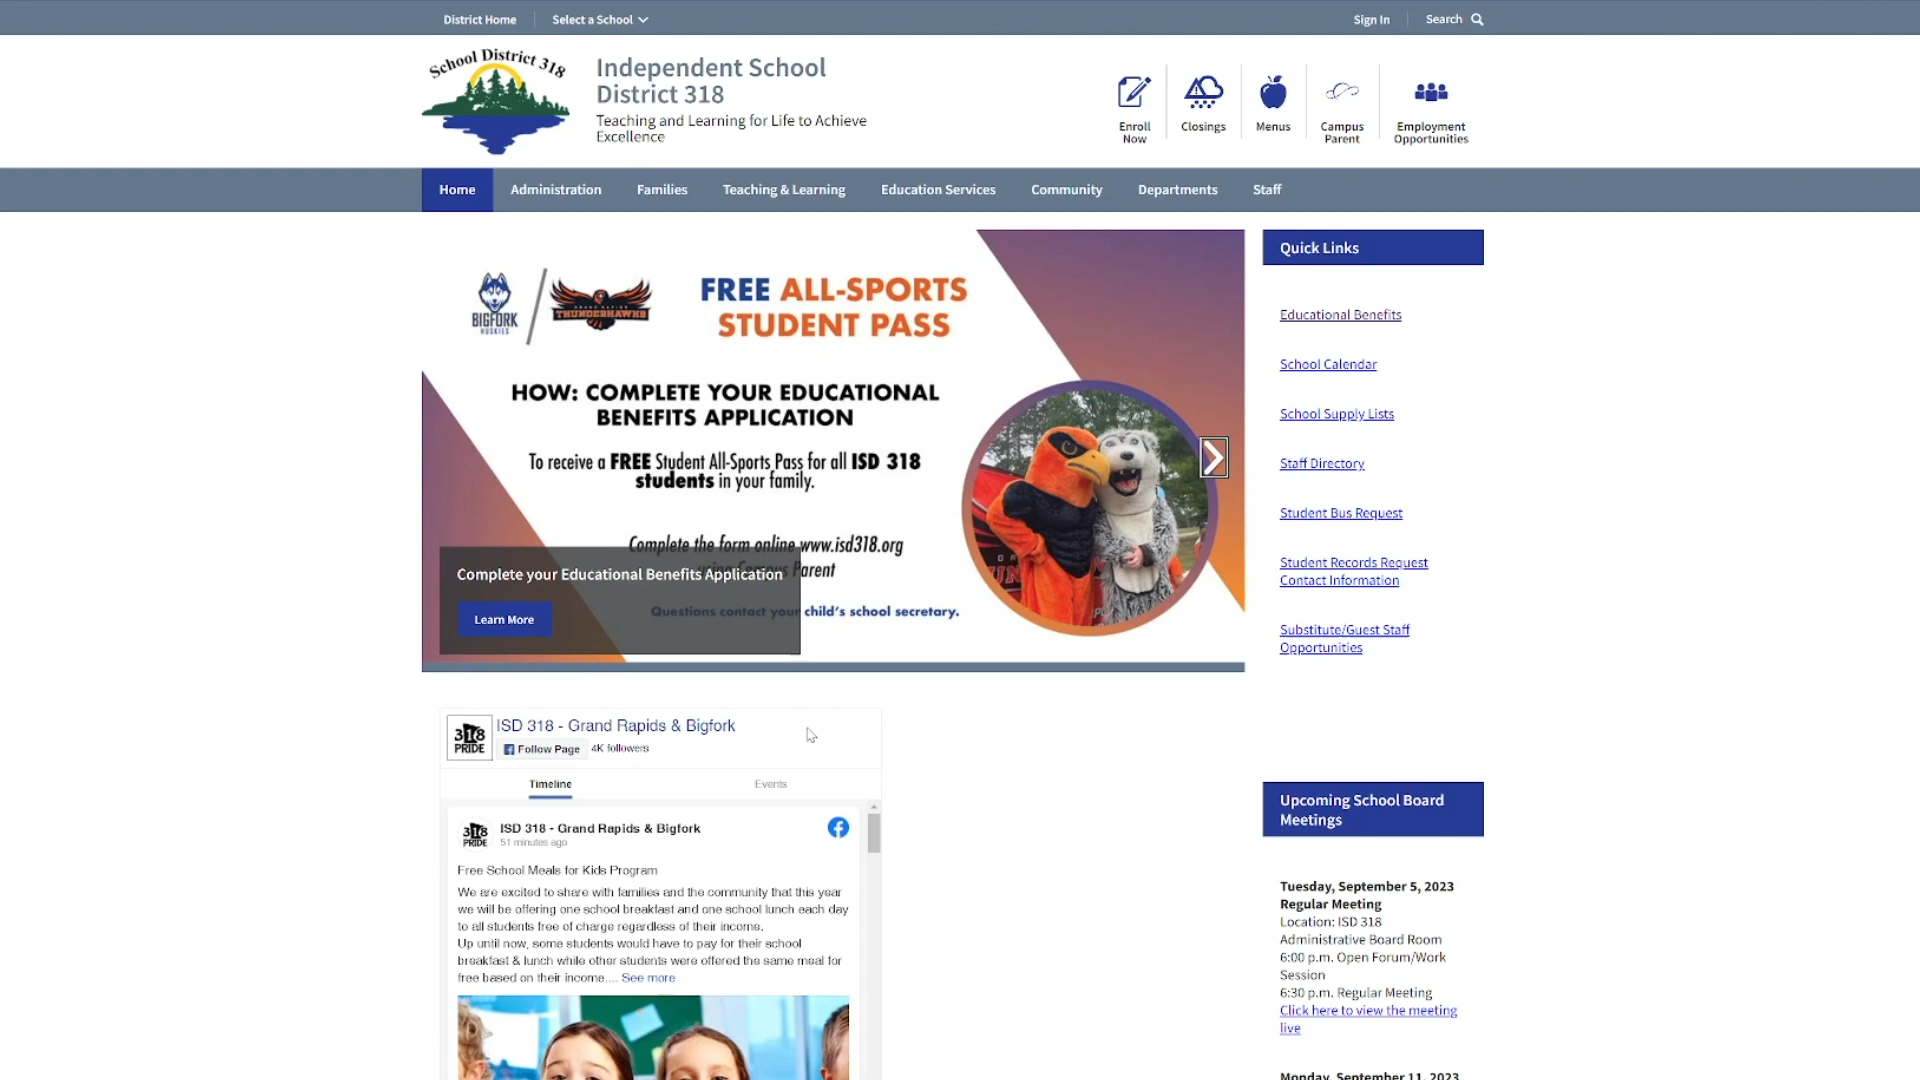 District Home
Select a School
Sign In
Search
School District 318
Independent School
District 318
Teaching and Learning for Life to Achieve
Excellence
Enroll
Now
Closings
Menus
Campus
Parent
Employment
Opportunities
Home
Administration
Families
Teaching & Learning
Education Services
Community
Departments
Staff
BIGFORK
HUSKIES
THUNDERHAWKS
FREE ALL-SPORTS
STUDENT PASS
HOW: COMPLETE YOUR EDUCATIONAL
BENEFITS APPLICATION
To receive a FREE Student All-Sports Pass for all ISD 318
students in your family.
Complete the form online www.isd318.org
Parent
Questions contact your child's school secretary.
Complete your Educational Benefits Application
Learn More
Quick Links
Educational Benefits
School Calendar
School Supply Lists
Staff Directory
Student Bus Request
Student Records Request
Contact Information
Substitute/Guest Staff
Opportunities
318
PRIDE
ISD 318 - Grand Rapids & Bigfork
Follow Page
4K followers
Timeline
Events
318
PRIDE
ISD 318 - Grand Rapids & Bigfork
51 minutes ago
Free School Meals for Kids Program
We are excited to share with families and the community that this year
we will be offering one school breakfast and one school lunch each day
to all students free of charge regardless of their income.
Up until now, some students would have to pay for their school
breakfast & lunch while other students were offered the same meal for
free based on their income.... See more
Upcoming School Board
Meetings
Tuesday, September 5, 2023
Regular Meeting
Location: ISD 318
Administrative Board Room
6:00 p.m. Open Forum/Work
Session
6:30 p.m. Regular Meeting
Click here to view the meeting
live
Monday, September 11, 2023